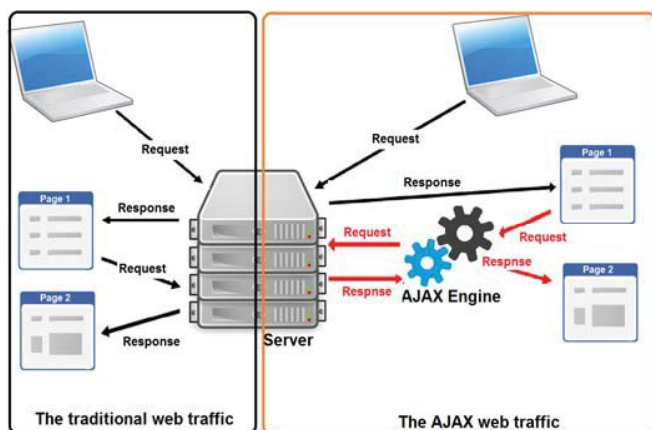 Request
Page 1
Response
Request
Page 2
Response
The traditional web traffic
Server
Request
Page 1
Response
Request
Request
Respnse
Respnse
AJAX Engine
Page 2
The AJAX web traffic